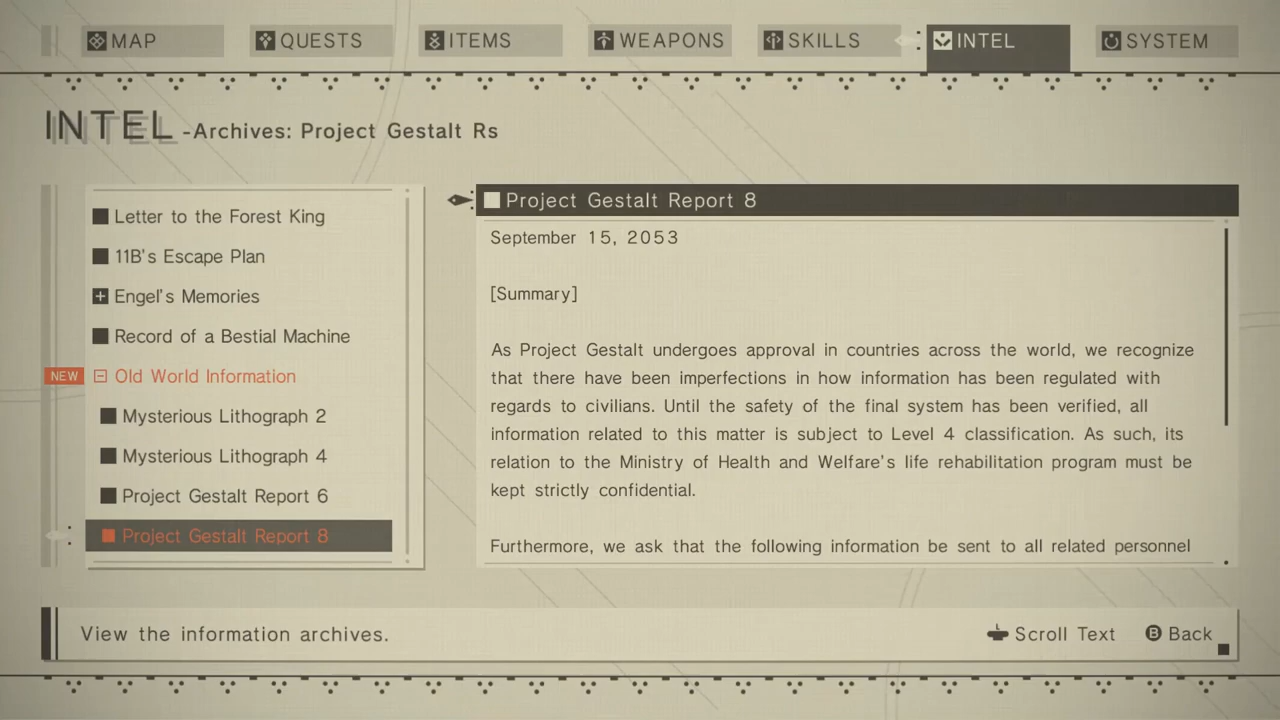 MAP
QUESTS
ITEMS
WEAPONS
SKILLS
INTEL
SYSTEM
INTEL -Archives: Project Gestalt Rs
Letter to the Forest King
11B's Escape Plan
Engel's Memories
Record of a Bestial Machine
NEW Old World Information
Mysterious Lithograph 2
Mysterious Lithograph 4
Project Gestalt Report 6
Project Gestalt Report 8
Project Gestalt Report 8
September 15, 2053
[Summary]
As Project Gestalt undergoes approval in countries across the world, we recognize
that there have been imperfections in how information has been regulated with
regards to civilians. Until the safety of the final system has been verified, all
information related to this matter is subject to Level 4 classification. As such, its
relation to the Ministry of Health and Welfare's life rehabilitation program must be
kept strictly confidential.
Furthermore, we ask that the following information be sent to all related personnel
View the information archives.
L Scroll Text
B Back